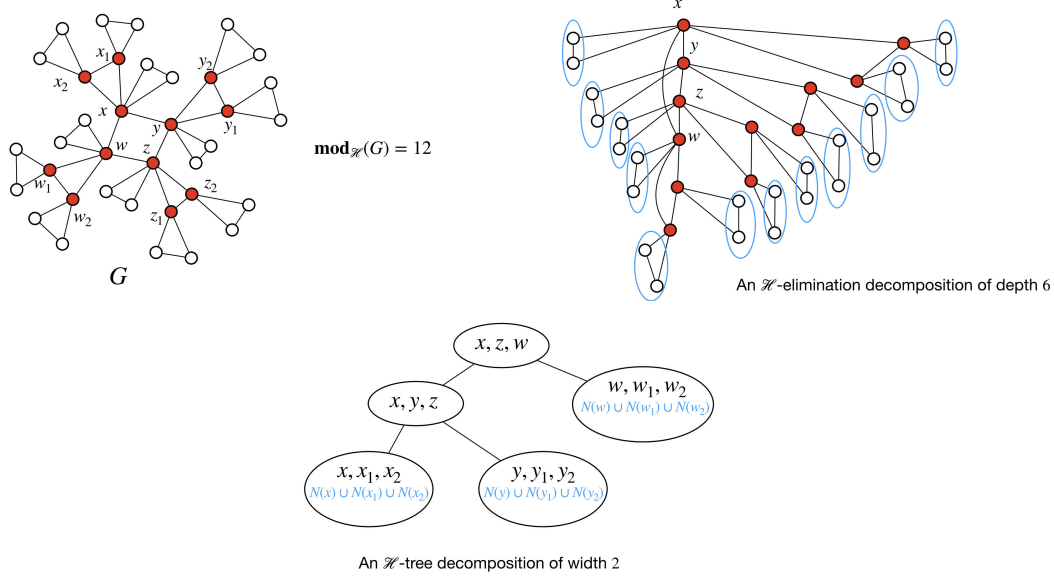 x₁
x₂
x
y₂
y₁
y
w
z
w₁
w₂
z₂
z₁
G
mod_ℋ(G) = 12
x
y
z
w
An ℋ-elimination decomposition of depth 6
x, z, w
x, y, z
w, w₁, w₂
N(w) ∪ N(w₁) ∪ N(w₂)
x, x₁, x₂
N(x) ∪ N(x₁) ∪ N(x₂)
y, y₁, y₂
N(y) ∪ N(y₁) ∪ N(y₂)
An ℋ-tree decomposition of width 2